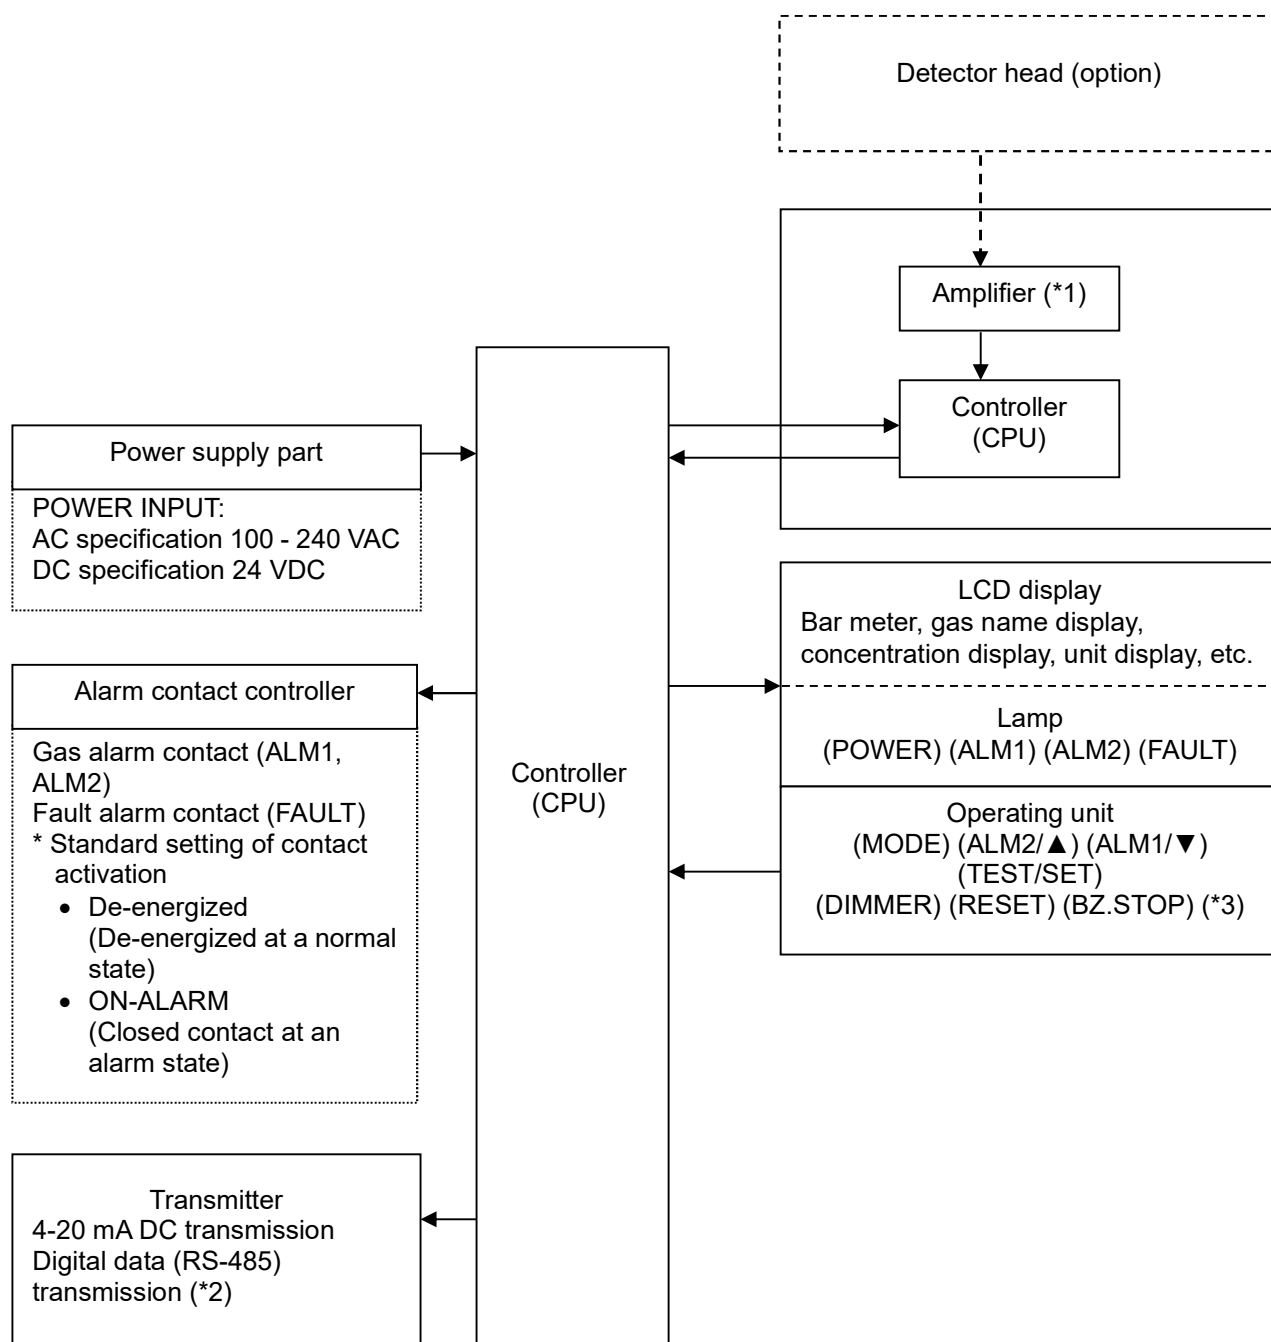 Detector head (option)
Amplifier (*1)
Controller
(CPU)
Power supply part
POWER INPUT:
AC specification 100 - 240 VAC
DC specification 24 VDC
LCD display
Bar meter, gas name display,
concentration display, unit display, etc.
Lamp
(POWER) (ALM1) (ALM2) (FAULT)
Alarm contact controller
Gas alarm contact (ALM1,
ALM2)
Fault alarm contact (FAULT)
* Standard setting of contact
activation
• De-energized
(De-energized at a normal
state)
• ON-ALARM
(Closed contact at an
alarm state)
Controller
(CPU)
Operating unit
(MODE) (ALM2/▲) (ALM1/▼)
(TEST/SET)
(DIMMER) (RESET) (BZ.STOP) (*3)
Transmitter
4-20 mA DC transmission
Digital data (RS-485)
transmission (*2)